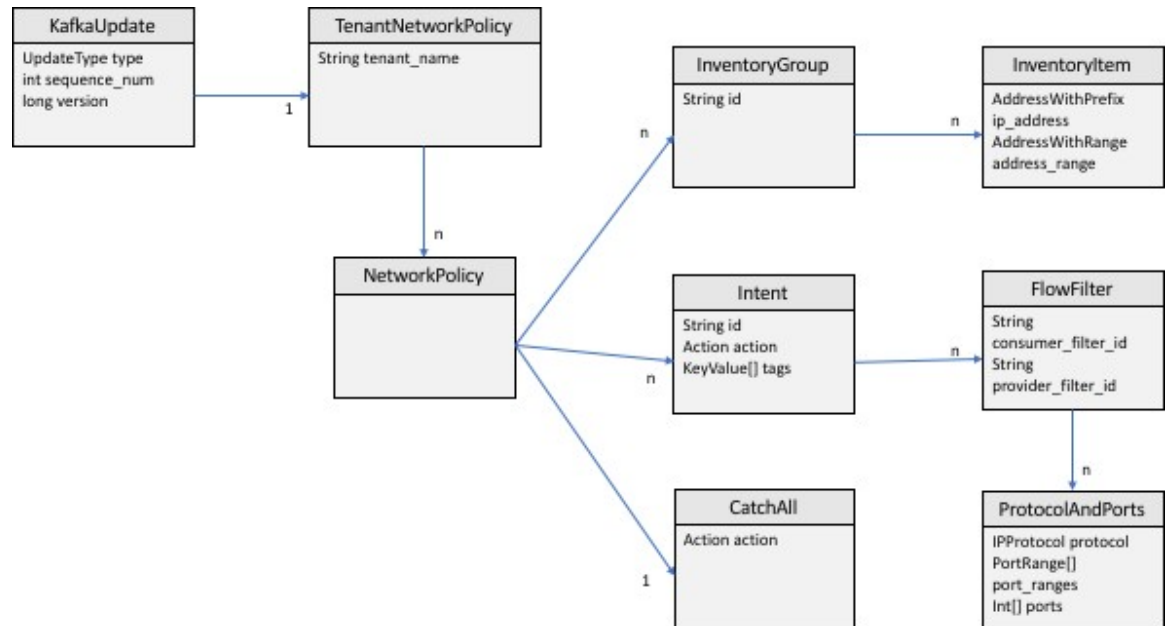 KafkaUpdate
UpdateType type
int sequence_num
long version
1
TenantNetworkPolicy
String tenant_name
n
NetworkPolicy
n
n
1
InventoryGroup
String id
n
InventoryItem
AddressWithPrefix
ip_address
AddressWithRange
address_range
Intent
String id
Action action
KeyValue[] tags
n
FlowFilter
String
consumer_filter_id
String
provider_filter_id
n
CatchAll
Action action
ProtocolAndPorts
IPProtocol protocol
PortRange[]
port_ranges
Int[] ports